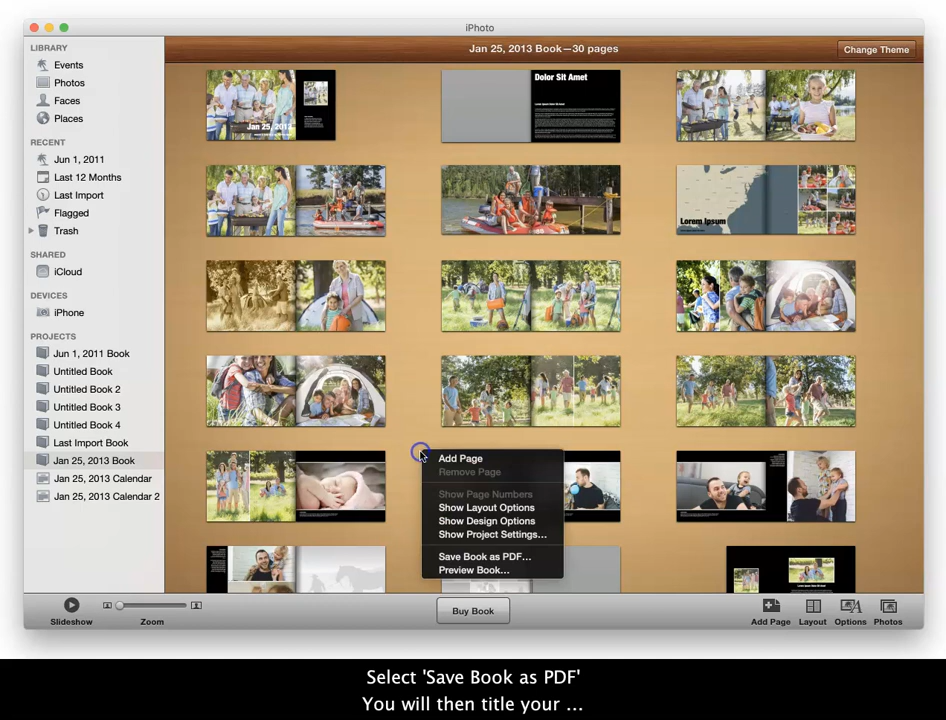 iPhoto
LIBRARY
Events
Photos
Faces
Places
RECENT
Jun 1, 2011
Last 12 Months
Last Import
Flagged
Trash
SHARED
iCloud
DEVICES
iPhone
PROJECTS
Jun 1, 2011 Book
Untitled Book
Untitled Book 2
Untitled Book 3
Untitled Book 4
Last Import Book
Jan 25, 2013 Book
Jan 25, 2013 Calendar
Jan 25, 2013 Calendar 2
Jan 25, 2013 Book—30 pages
Change Theme
Jan 25, 2013
Dolor Sit Amet
Lorem Ipsum
Add Page
Remove Page
Show Page Numbers
Show Layout Options
Show Design Options
Show Project Settings...
Save Book as PDF...
Preview Book...
Slideshow
Zoom
Buy Book
Add Page
Layout
Options
Photos
Select 'Save Book as PDF'
You will then title your ...